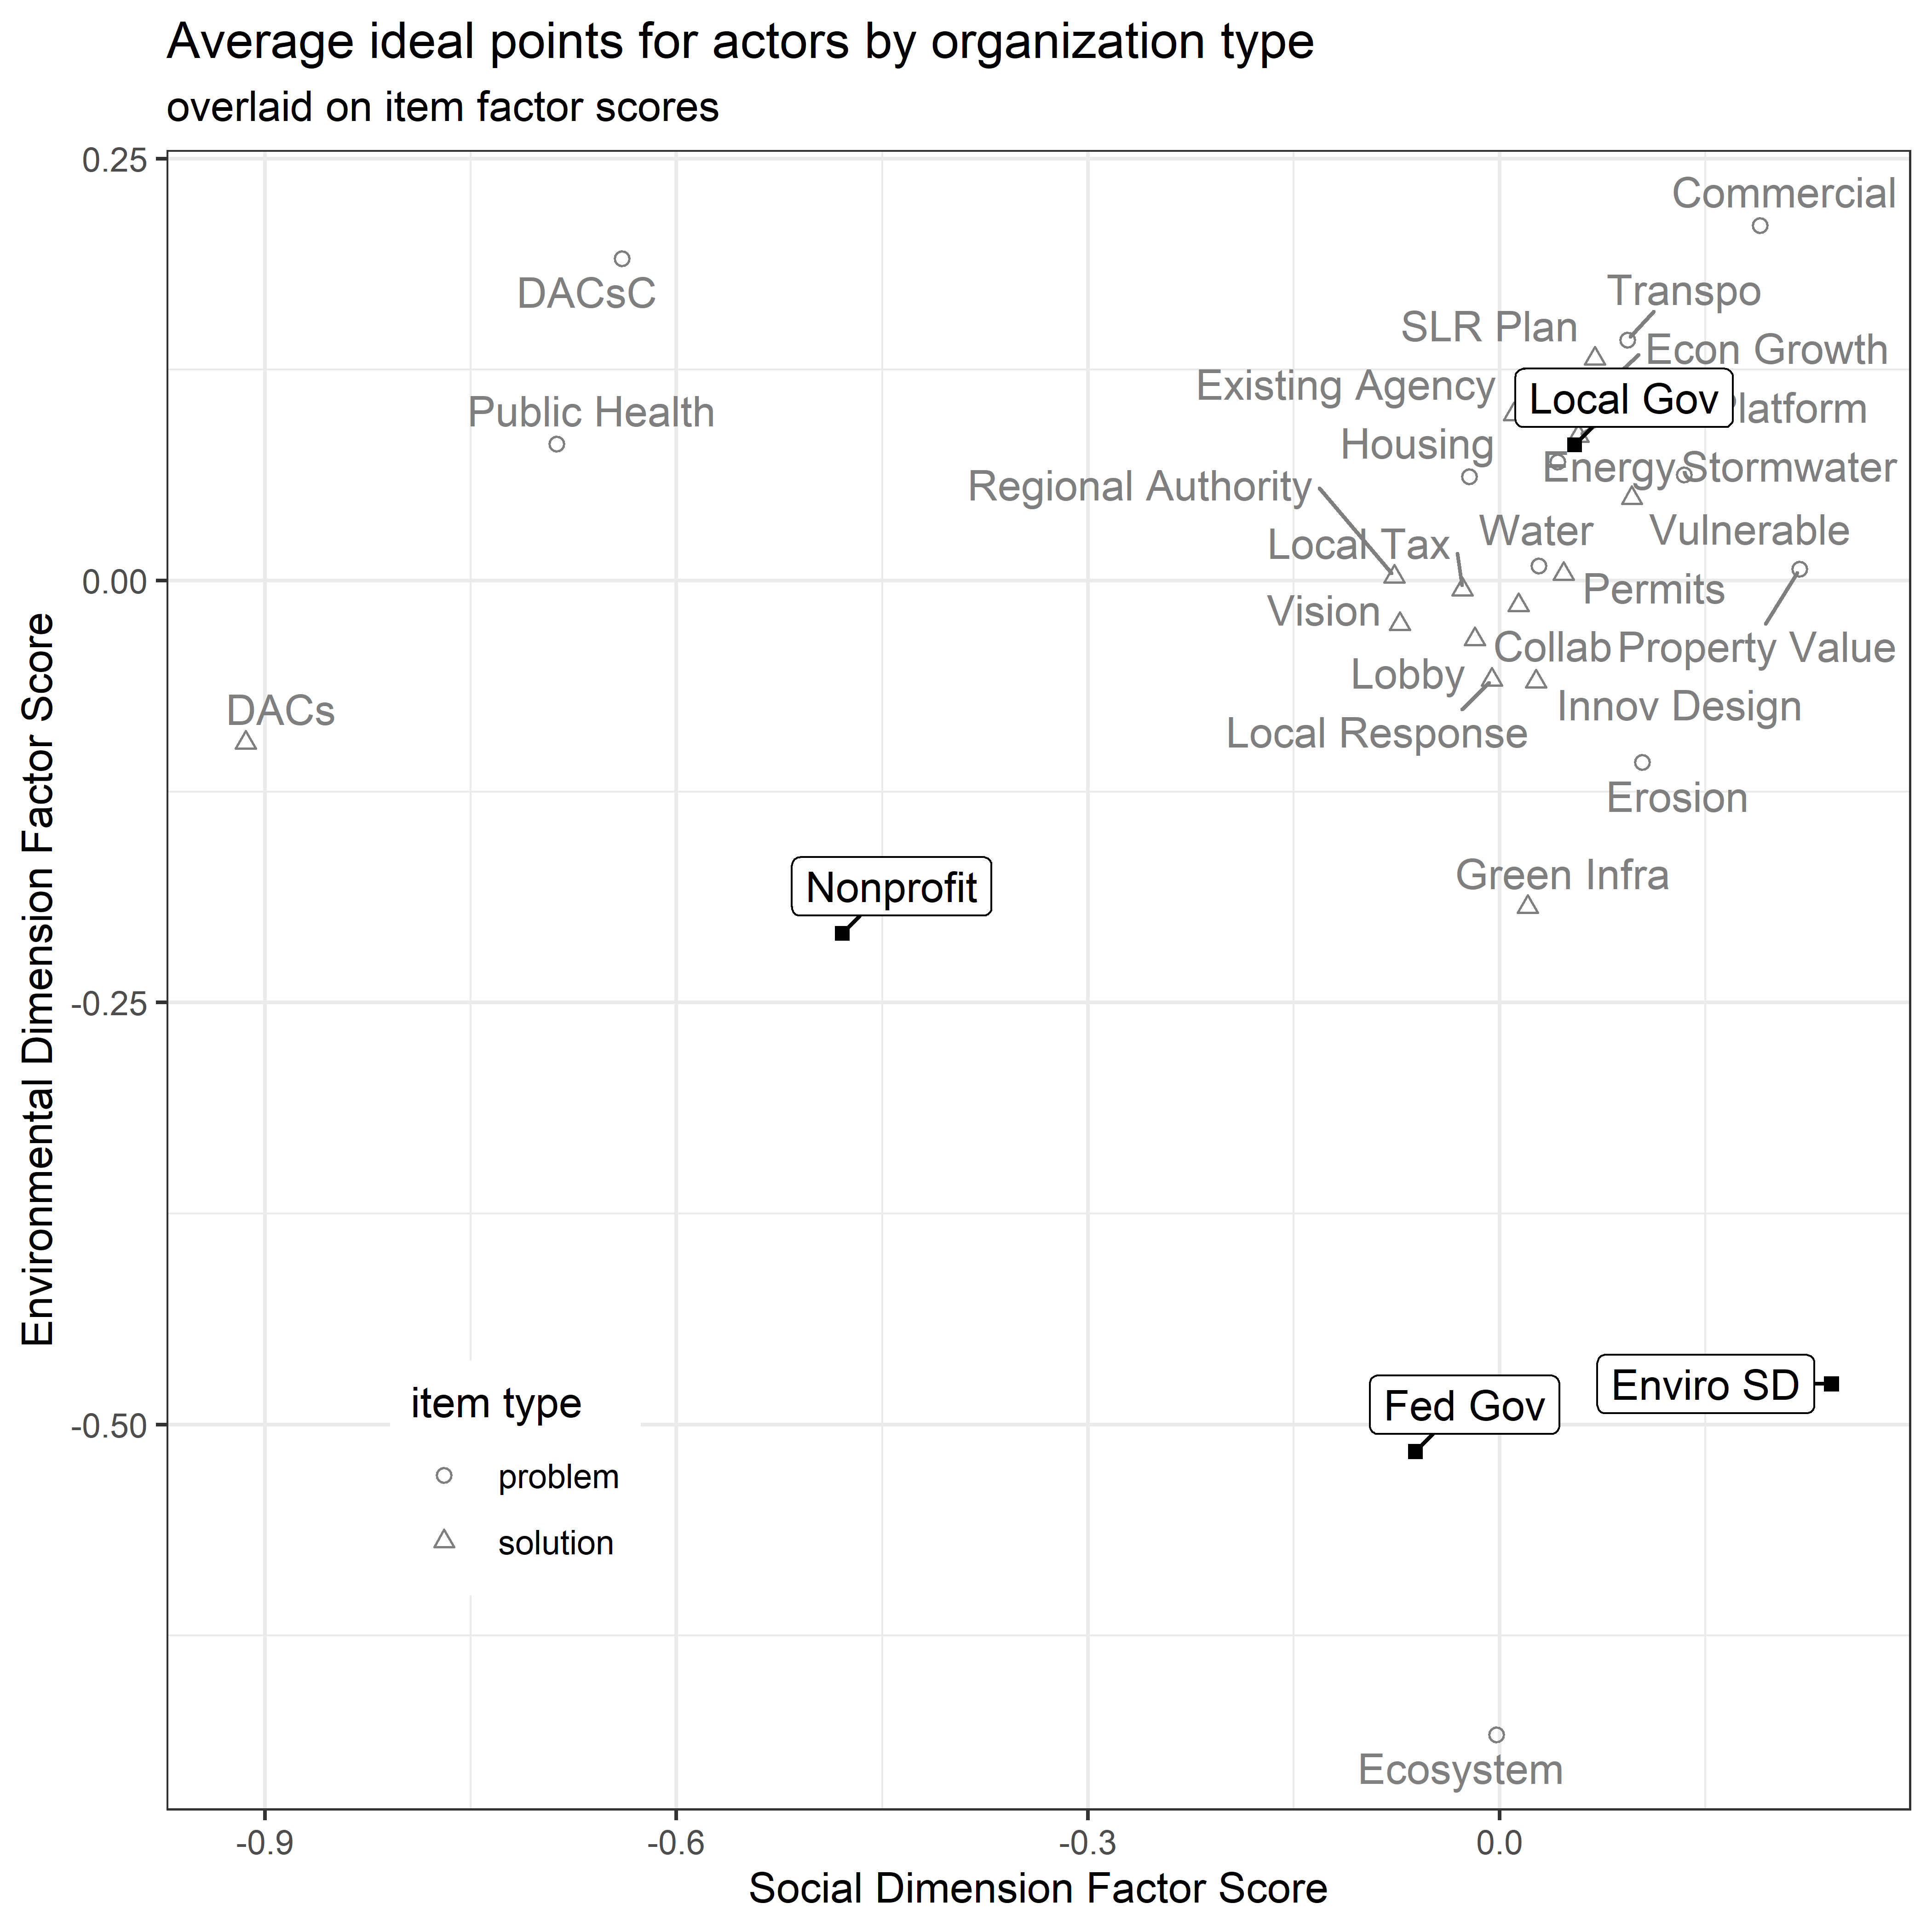 Average ideal points for actors by organization type
overlaid on item factor scores
0.25
0.00
-0.25
-0.50
Environmental Dimension Factor Score
Commercial
DACsC
Transpo
SLR Plan
Econ Growth
Existing Agency
Local Gov
latform
Public Health
Housing
Energy
Stormwater
Regional Authority
Local Tax
Water
Vulnerable
Vision
Permits
Lobby
Collab
Property Value
DACs
Local Response
Innov Design
Erosion
Green Infra
Nonprofit
Enviro SD
Fed Gov
item type
problem
solution
Ecosystem
-0.9
-0.6
-0.3
0.0
Social Dimension Factor Score